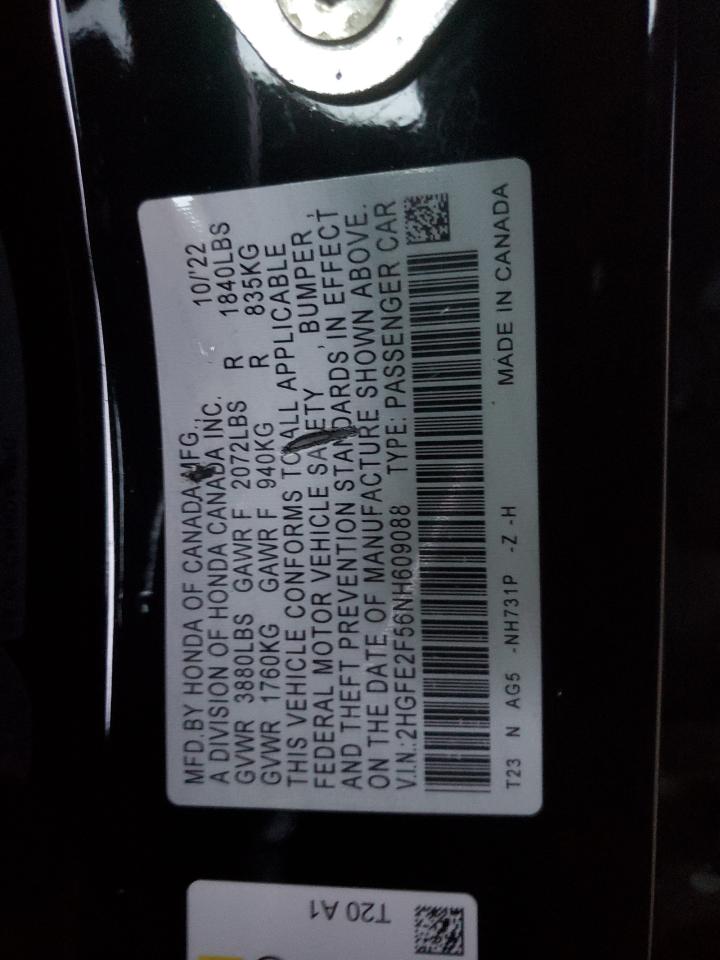 MFD.BY HONDA OF CANADA MFG., 10/'22
A DIVISION OF HONDA CANADA INC.
GVWR 3880LBS GAWR F 2072LBS R 1840LBS
GVWR 1760KG GAWR F 940KG R 835KG
THIS VEHICLE CONFORMS TO ALL APPLICABLE
FEDERAL MOTOR VEHICLE SAFETY, BUMPER,
AND THEFT PREVENTION STANDARDS IN EFFECT
ON THE DATE OF MANUFACTURE SHOWN ABOVE.
V.I.N.:2HGFE2F56NH609088 TYPE: PASSENGER CAR
T23 N AG5 -NH731P -Z -H MADE IN CANADA
T20 A1